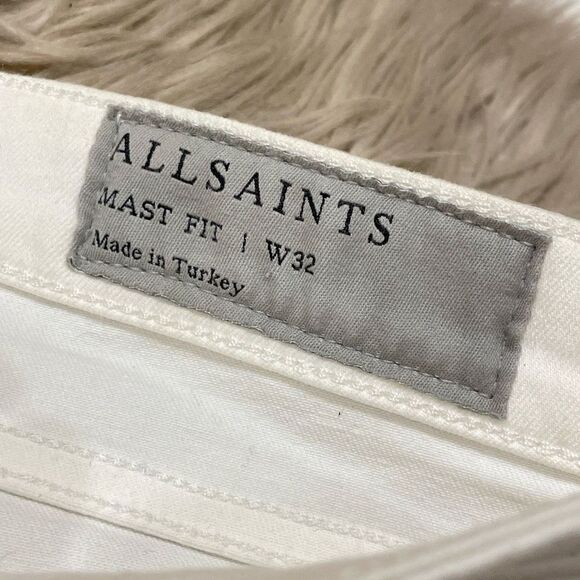 ALLSAINTS
MAST FIT | W32
Made in Turkey